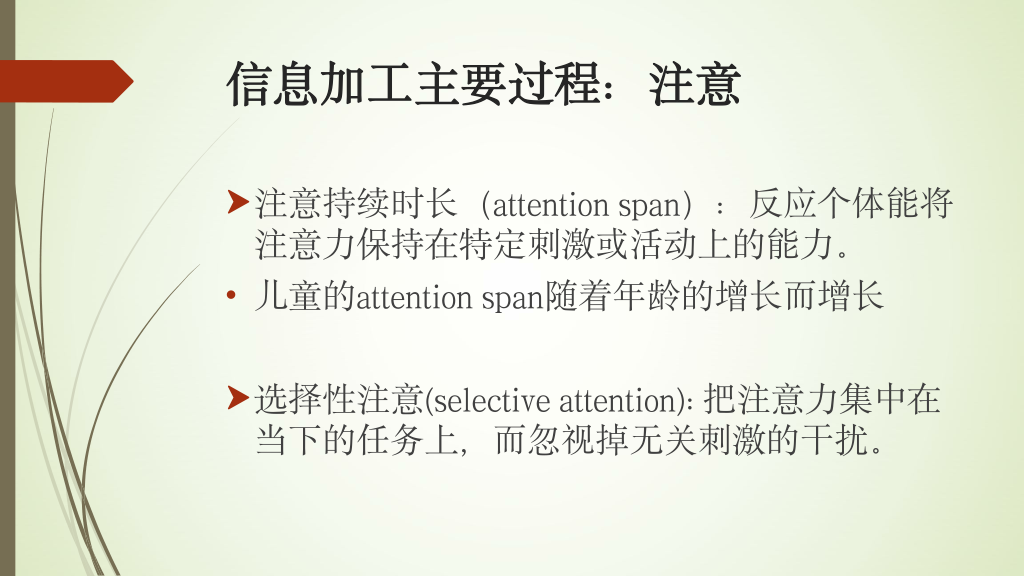 信息加工主要过程：注意
注意持续时长（attention span）： 反应个体能将
注意力保持在特定刺激或活动上的能力。
• 儿童的attention span随着年龄的增长而增长
选择性注意(selective attention): 把注意力集中在
当下的任务上，而忽视掉无关刺激的干扰。